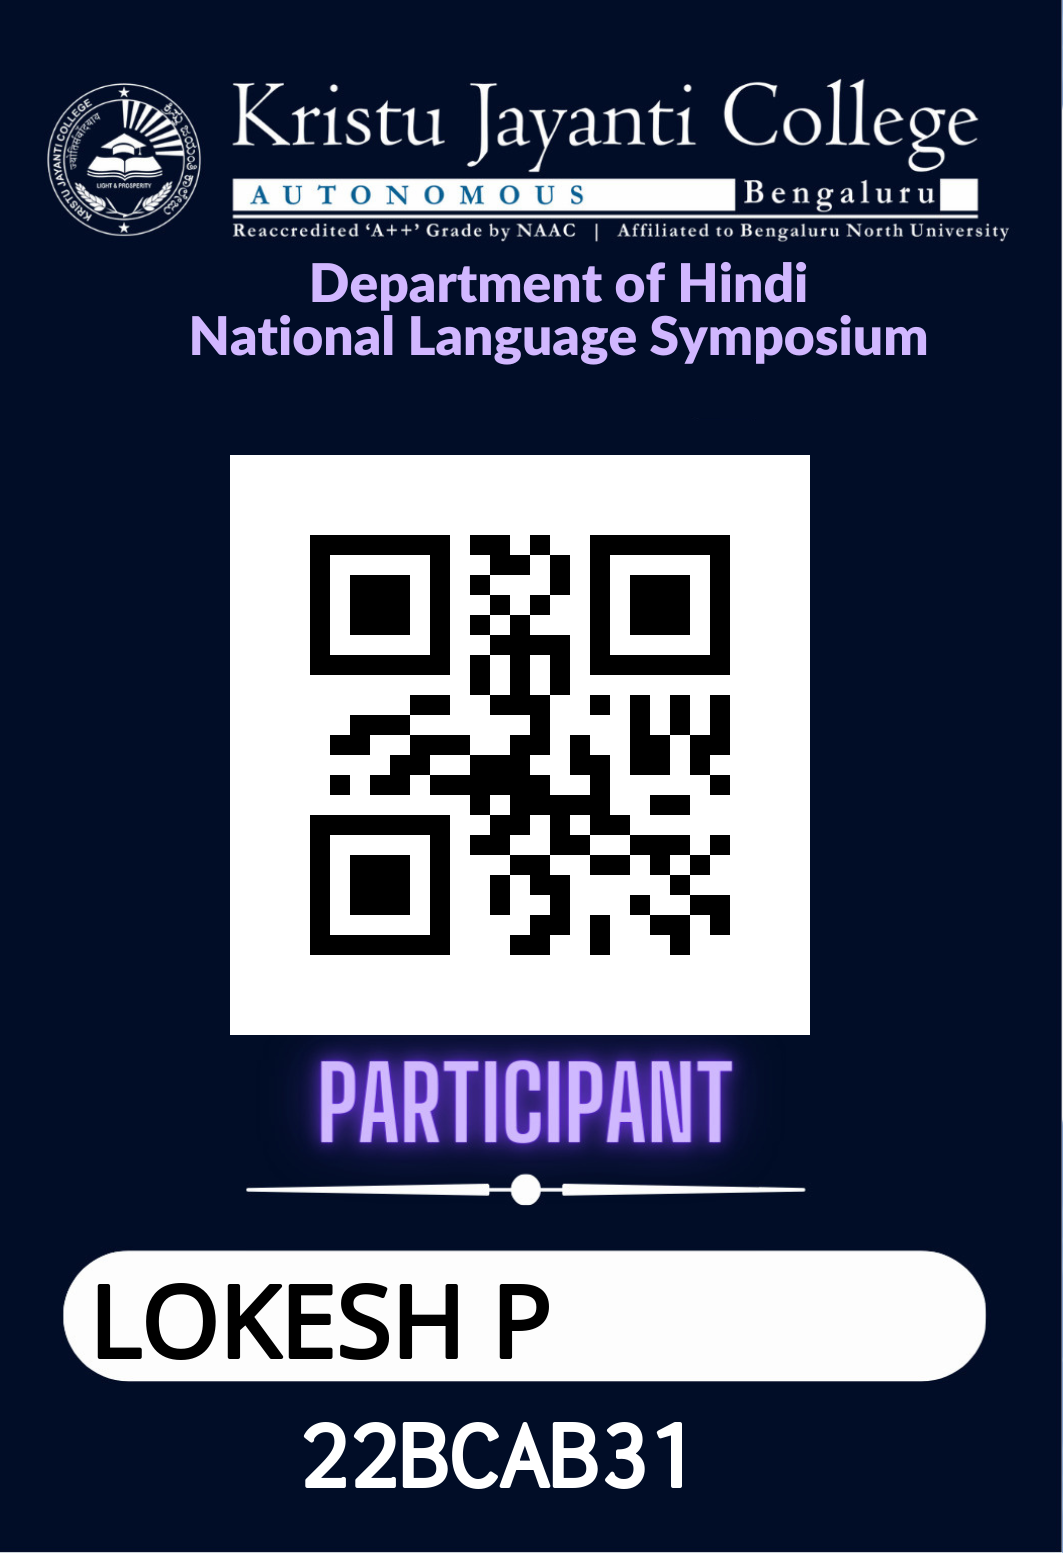 KRISTU JAYANTI COLLEGE
LIGHT & PROSPERITY
Kristu Jayanti College
AUTONOMOUS Bengaluru
Reaccredited ‘A++’ Grade by NAAC | Affiliated to Bengaluru North University
Department of Hindi
National Language Symposium
PARTICIPANT
LOKESH P
22BCAB31